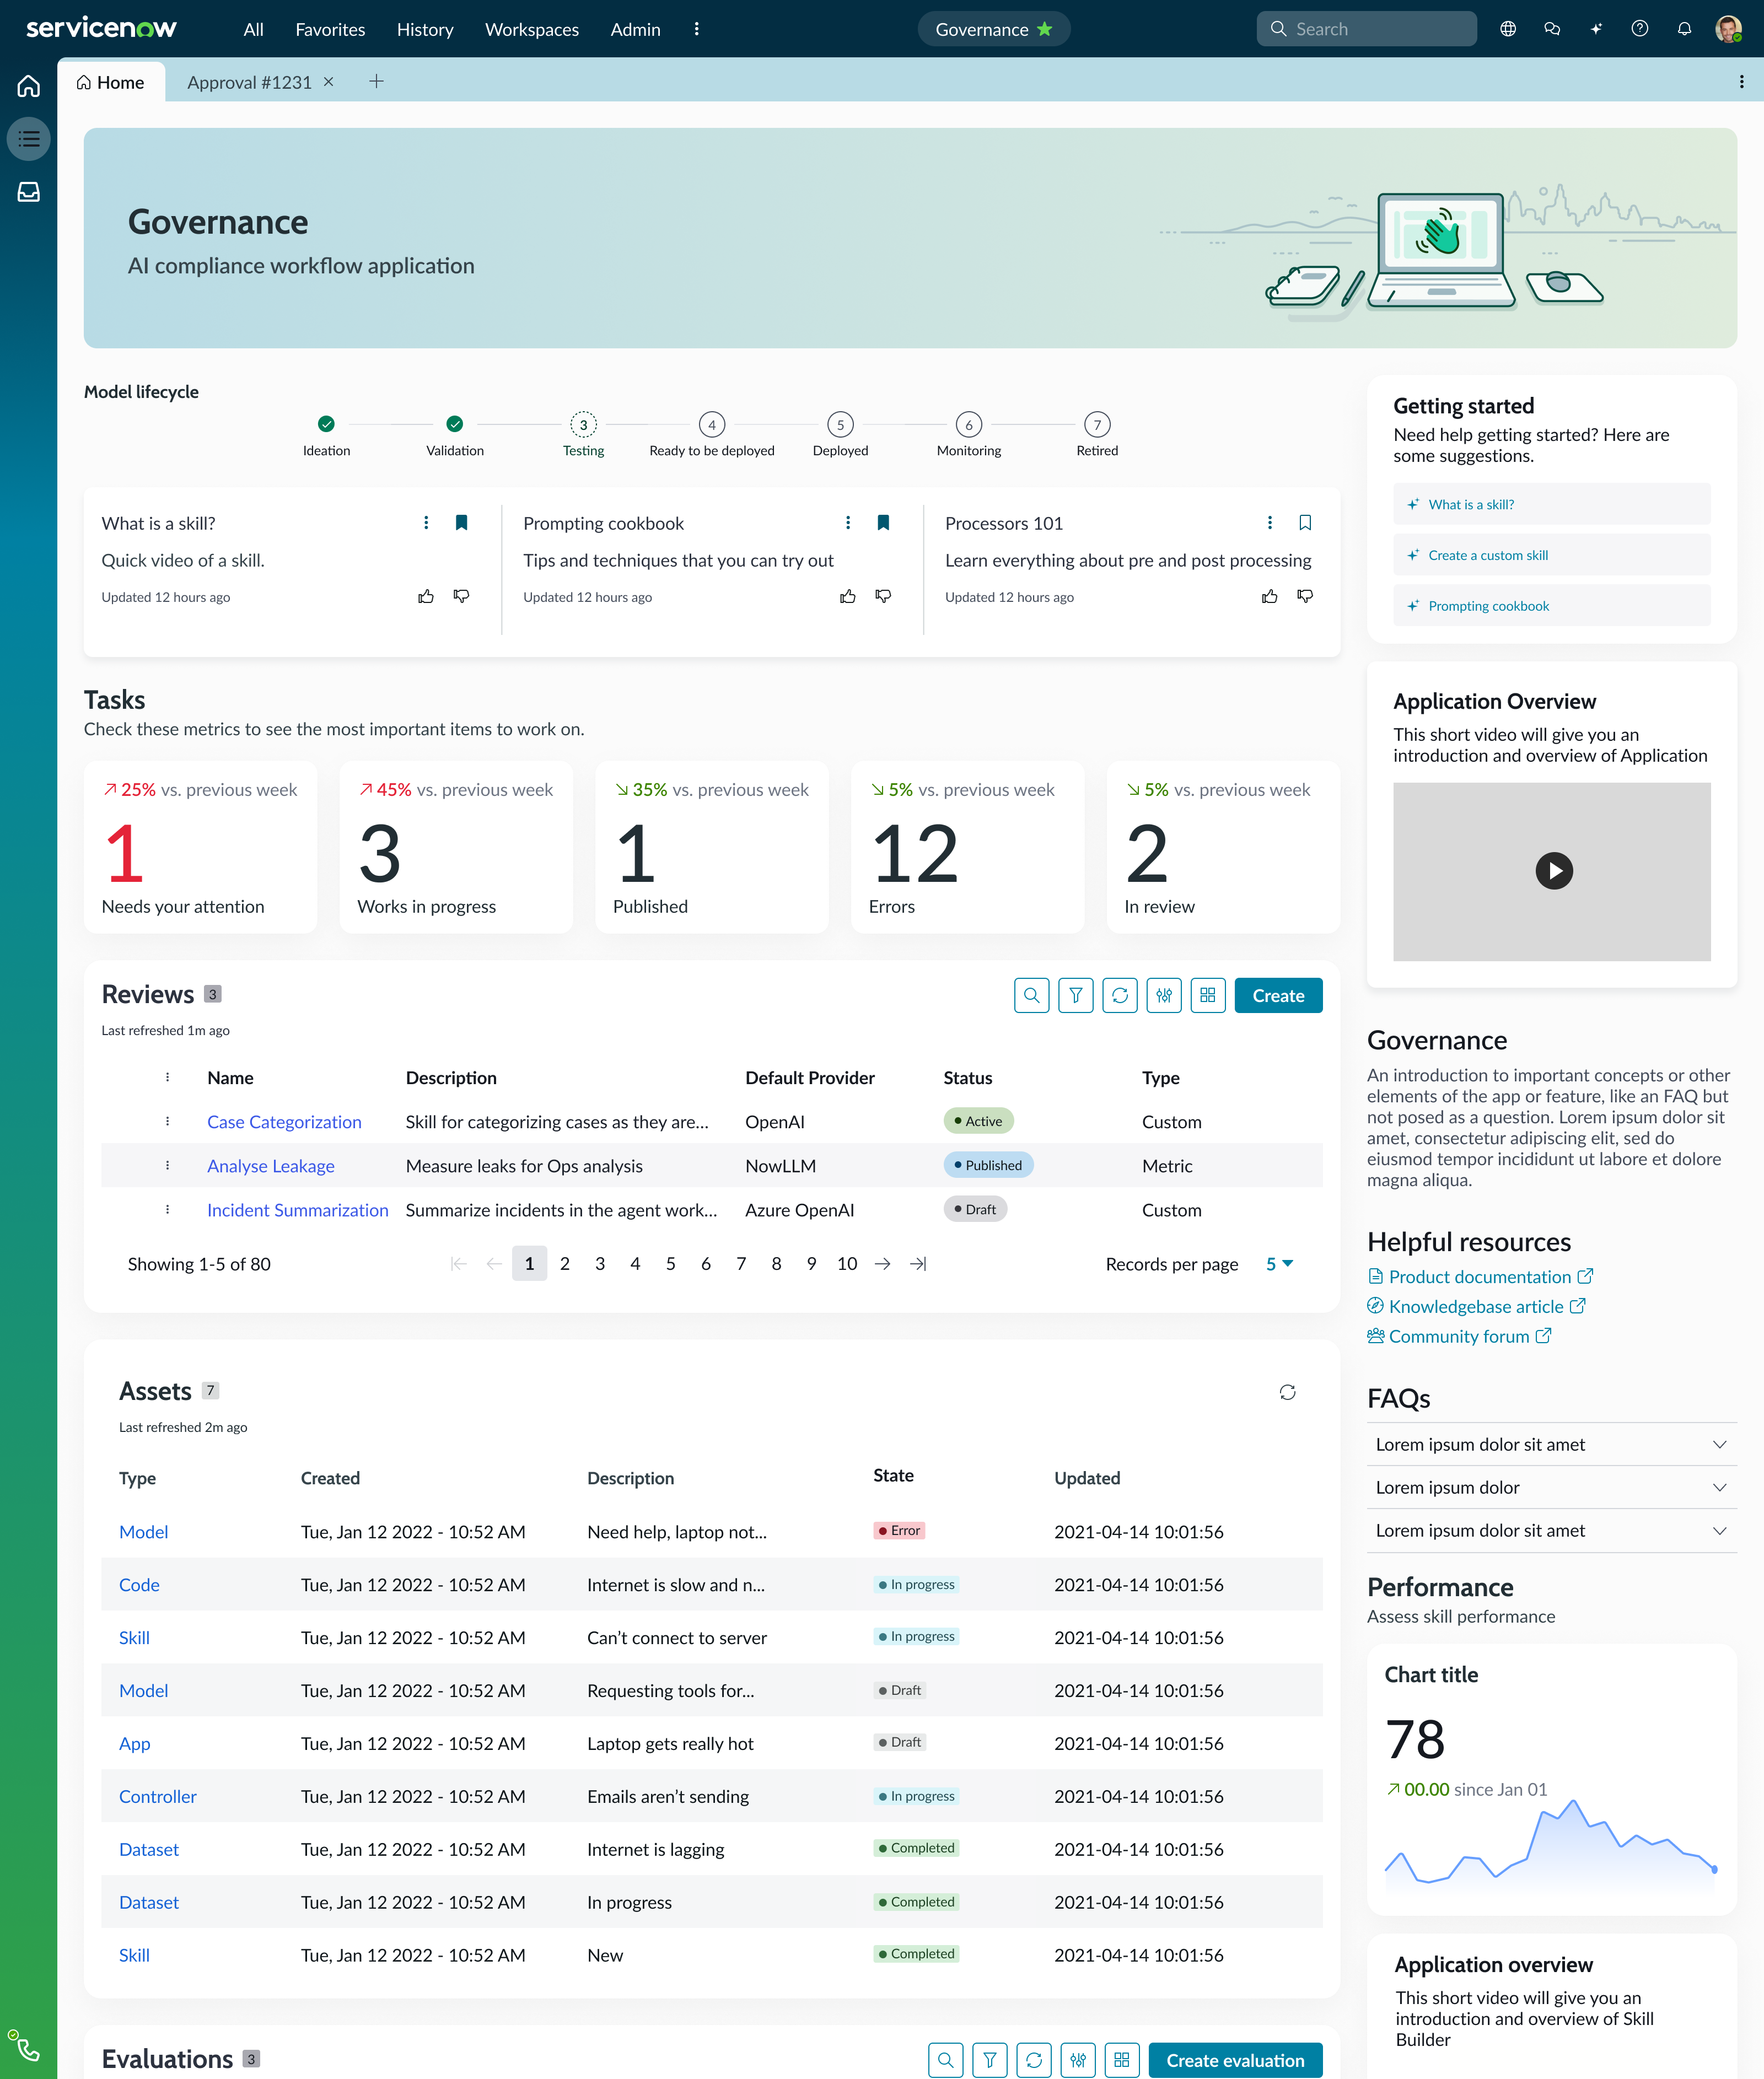 servicenow
All Favorites History Workspaces Admin
Governance
Search
Home
Approval #1231
Governance
AI compliance workflow application
Model lifecycle
3 4 5 6 7
Ideation Validation Testing Ready to be deployed Deployed Monitoring Retired
What is a skill?
Quick video of a skill.
Updated 12 hours ago
Prompting cookbook
Tips and techniques that you can try out
Updated 12 hours ago
Processors 101
Learn everything about pre and post processing
Updated 12 hours ago
Tasks
Check these metrics to see the most important items to work on.
25% vs. previous week
1
Needs your attention
45% vs. previous week
3
Works in progress
35% vs. previous week
1
Published
5% vs. previous week
12
Errors
5% vs. previous week
2
In review
Reviews 3
Create
Last refreshed 1m ago
Name Description Default Provider Status Type
Case Categorization Skill for categorizing cases as they are... OpenAI Active Custom
Analyse Leakage Measure leaks for Ops analysis NowLLM Published Metric
Incident Summarization Summarize incidents in the agent work... Azure OpenAI Draft Custom
Showing 1-5 of 80 1 2 3 4 5 6 7 8 9 10 Records per page 5
Assets 7
Last refreshed 2m ago
Type Created Description State Updated
Model Tue, Jan 12 2022 - 10:52 AM Need help, laptop not... Error 2021-04-14 10:01:56
Code Tue, Jan 12 2022 - 10:52 AM Internet is slow and n... In progress 2021-04-14 10:01:56
Skill Tue, Jan 12 2022 - 10:52 AM Can’t connect to server In progress 2021-04-14 10:01:56
Model Tue, Jan 12 2022 - 10:52 AM Requesting tools for... Draft 2021-04-14 10:01:56
App Tue, Jan 12 2022 - 10:52 AM Laptop gets really hot Draft 2021-04-14 10:01:56
Controller Tue, Jan 12 2022 - 10:52 AM Emails aren’t sending In progress 2021-04-14 10:01:56
Dataset Tue, Jan 12 2022 - 10:52 AM Internet is lagging Completed 2021-04-14 10:01:56
Dataset Tue, Jan 12 2022 - 10:52 AM In progress Completed 2021-04-14 10:01:56
Skill Tue, Jan 12 2022 - 10:52 AM New Completed 2021-04-14 10:01:56
Evaluations 3
Create evaluation
Getting started
Need help getting started? Here are
some suggestions.
What is a skill?
Create a custom skill
Prompting cookbook
Application Overview
This short video will give you an
introduction and overview of Application
Governance
An introduction to important concepts or other
elements of the app or feature, like an FAQ but
not posed as a question. Lorem ipsum dolor sit
amet, consectetur adipiscing elit, sed do
eiusmod tempor incididunt ut labore et dolore
magna aliqua.
Helpful resources
Product documentation
Knowledgebase article
Community forum
FAQs
Lorem ipsum dolor sit amet
Lorem ipsum dolor
Lorem ipsum dolor sit amet
Performance
Assess skill performance
Chart title
78
00.00 since Jan 01
Application overview
This short video will give you an
introduction and overview of Skill
Builder